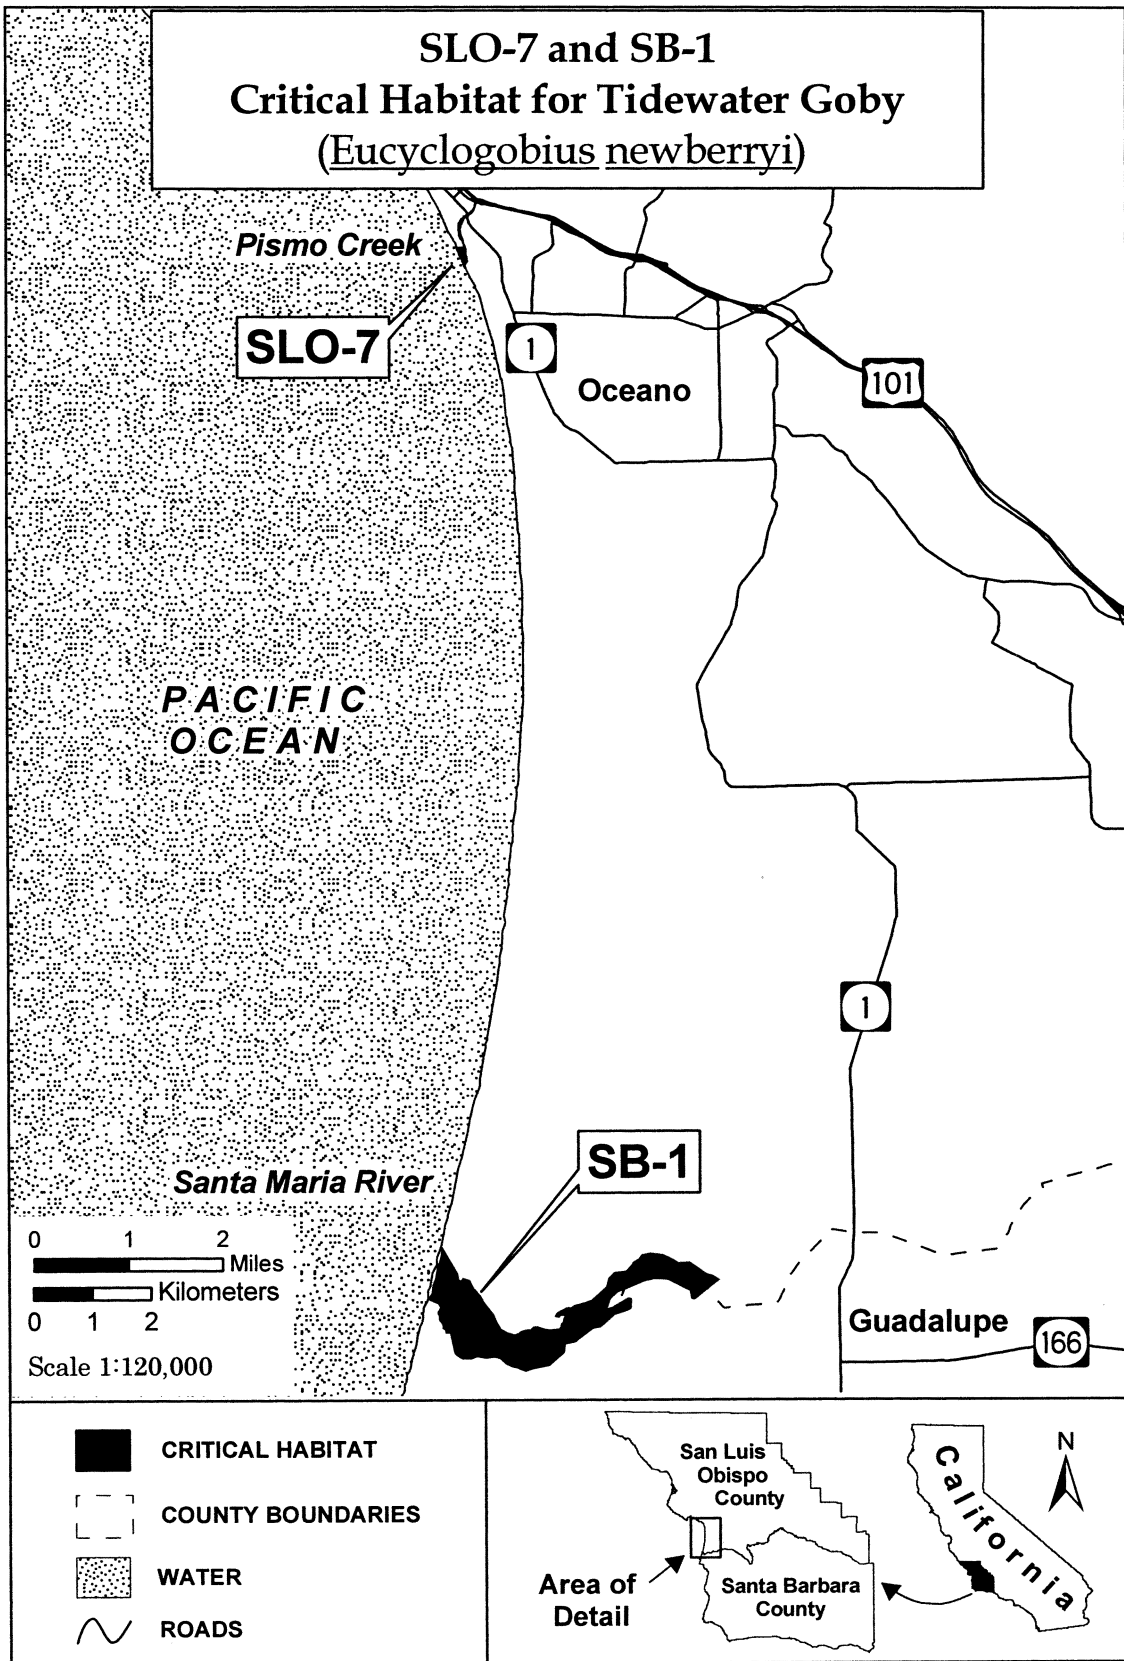 SLO-7 and SB-1
Critical Habitat for Tidewater Goby
(Eucyclogobius newberryi)
Pismo Creek
SLO-7
1
Oceano
101
PACIFIC
OCEAN
1
SB-1
Santa Maria River
0 1 2
Miles
Kilometers
0 1 2
Scale 1:120,000
Guadalupe
166
CRITICAL HABITAT
COUNTY BOUNDARIES
WATER
ROADS
San Luis
Obispo
County
Santa Barbara
County
Area of
Detail
California
N